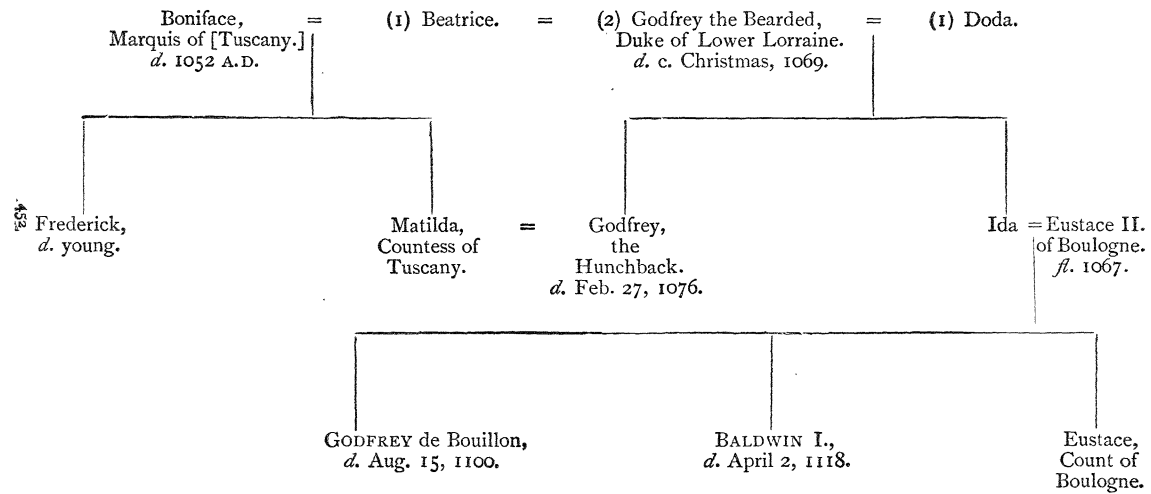 Boniface, = (1) Beatrice. = (2) Godfrey the Bearded, = (1) Doda.
Marquis of [Tuscany.] Duke of Lower Lorraine.
d. 1052 A.D. d. c. Christmas, 1069.
452
Frederick, Matilda, = Godfrey, Ida = Eustace II.
d. young. Countess of the of Boulogne.
Tuscany. Hunchback. fl. 1067.
d. Feb. 27, 1076.
GODFREY de Bouillon, BALDWIN I., Eustace,
d. Aug. 15, 1100. d. April 2, 1118. Count of
Boulogne.